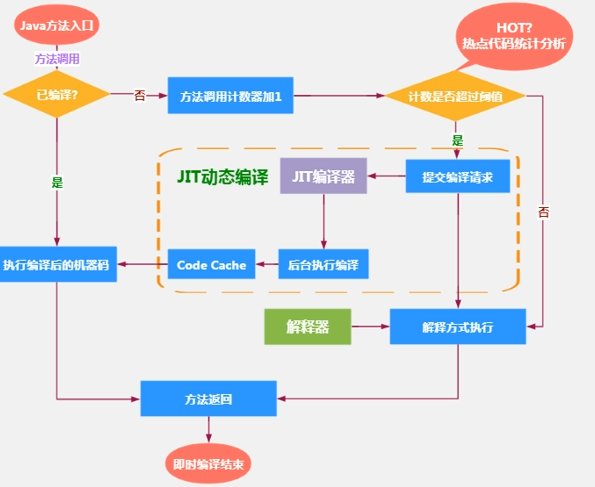 Java方法入口
方法调用
已编译?
否
方法调用计数器加1
计数是否超过阈值
HOT?
热点代码统计分析
是
是
否
JIT动态编译
JIT编译器
提交编译请求
执行编译后的机器码
Code Cache
后台执行编译
解释器
解释方式执行
方法返回
即时编译结束